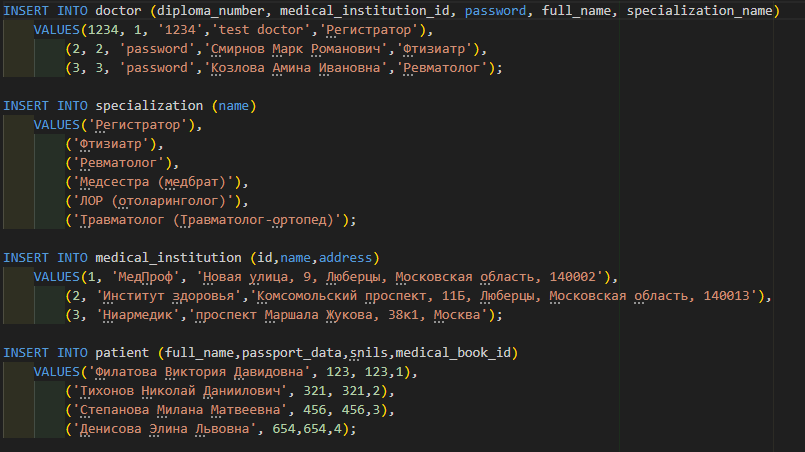 INSERT INTO doctor (diploma_number, medical_institution_id, password, full_name, specialization_name)
VALUES(1234, 1, '1234','test doctor','Регистратор'),
(2, 2, 'password','Смирнов Марк Романович','Фтизиатр'),
(3, 3, 'password','Козлова Амина Ивановна','Ревматолог');
INSERT INTO specialization (name)
VALUES('Регистратор'),
('Фтизиатр'),
('Ревматолог'),
('Медсестра (медбрат)'),
('ЛОР (отоларинголог)'),
('Травматолог (Травматолог-ортопед)');
INSERT INTO medical_institution (id,name,address)
VALUES(1, 'МедПроф', 'Новая улица, 9, Люберцы, Московская область, 140002'),
(2, 'Институт здоровья','Комсомольский проспект, 11Б, Люберцы, Московская область, 140013'),
(3, 'Ниармедик','проспект Маршала Жукова, 38к1, Москва');
INSERT INTO patient (full_name,passport_data,snils,medical_book_id)
VALUES('Филатова Виктория Давидовна', 123, 123,1),
('Тихонов Николай Даниилович', 321, 321,2),
('Степанова Милана Матвеевна', 456, 456,3),
('Денисова Элина Львовна', 654,654,4);